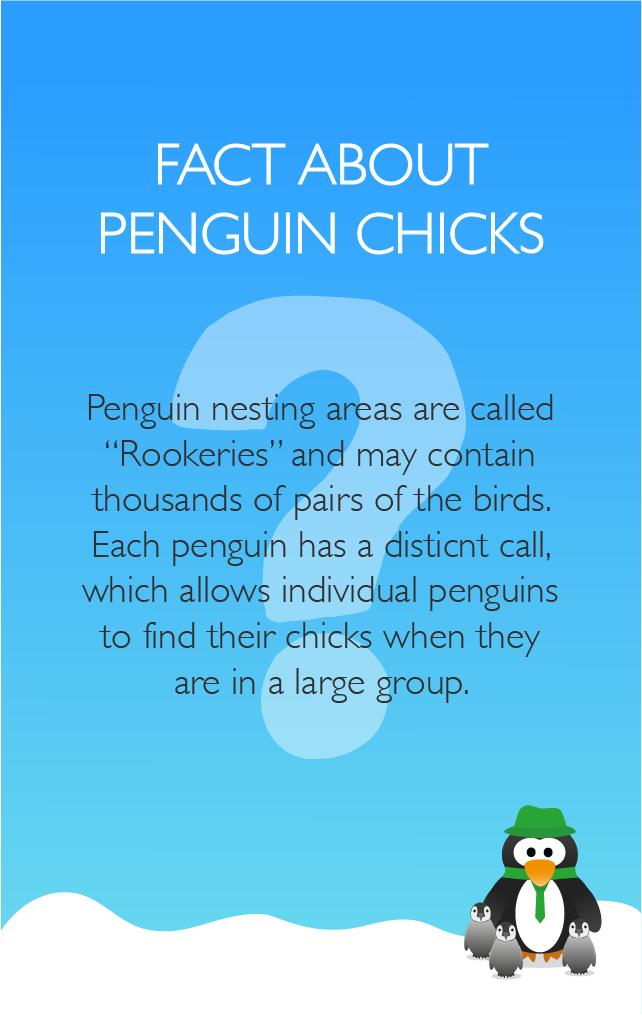 FACT ABOUT
PENGUIN CHICKS
Penguin nesting areas are called
“Rookeries” and may contain
thousands of pairs of the birds.
Each penguin has a disticnt call,
which allows individual penguins
to find their chicks when they
are in a large group.